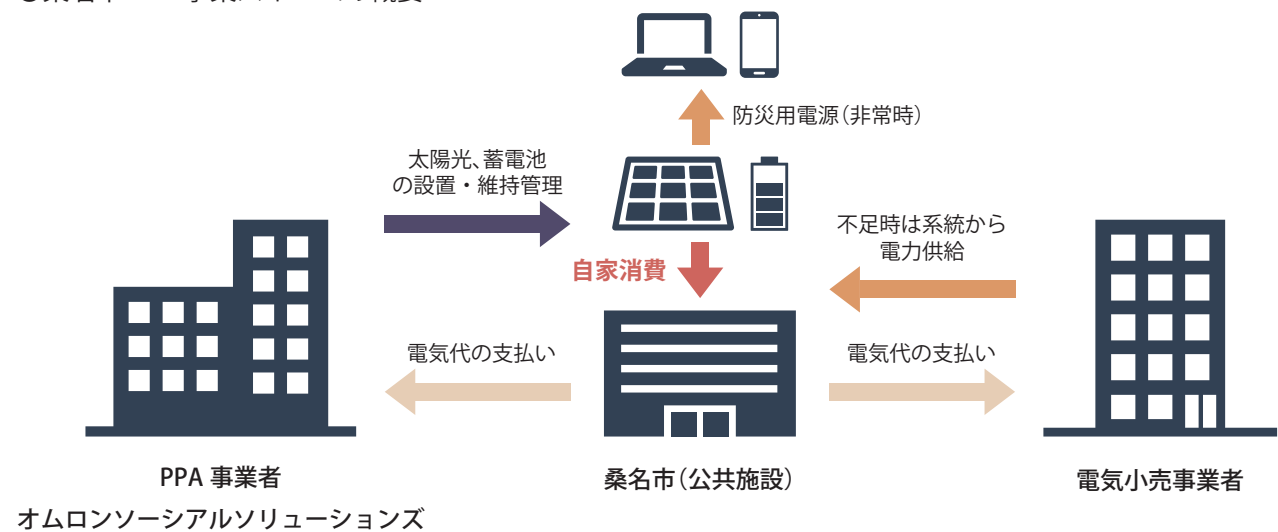 防災用電源（非常時）
太陽光、蓄電池
の設置・維持管理
不足時は系統から
電力供給
自家消費
電気代の支払い
電気代の支払い
PPA 事業者
桑名市（公共施設）
電気小売事業者
オムロンソーシアルソリューションズ